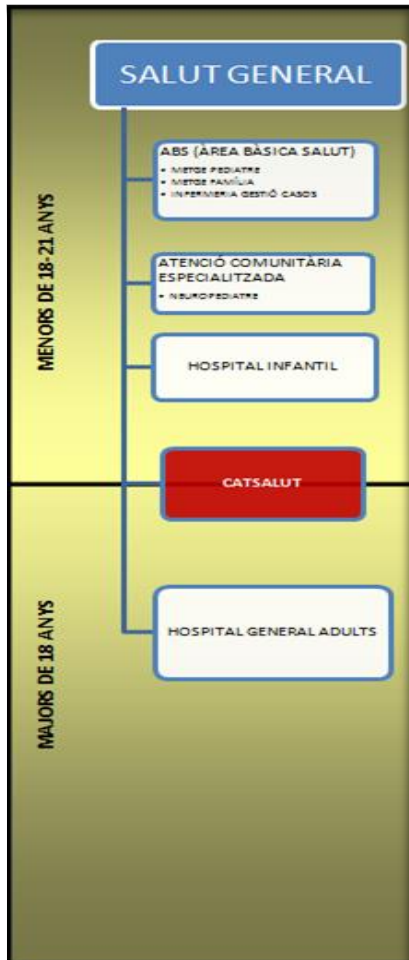 SALUT GENERAL
ABS (ÀREA BÀSICA SALUT)
• METGE PEDIATRE
• METGE FAMÍLIA
• INFERMERIA GESTIÓ CASOS
ATENCIÓ COMUNITÀRIA
ESPECIALITZADA
• NEUROPEDIATRE
HOSPITAL INFANTIL
CATSALUT
HOSPITAL GENERAL ADULTS
MENORS DE 18-21 ANYS
MAJORS DE 18 ANYS